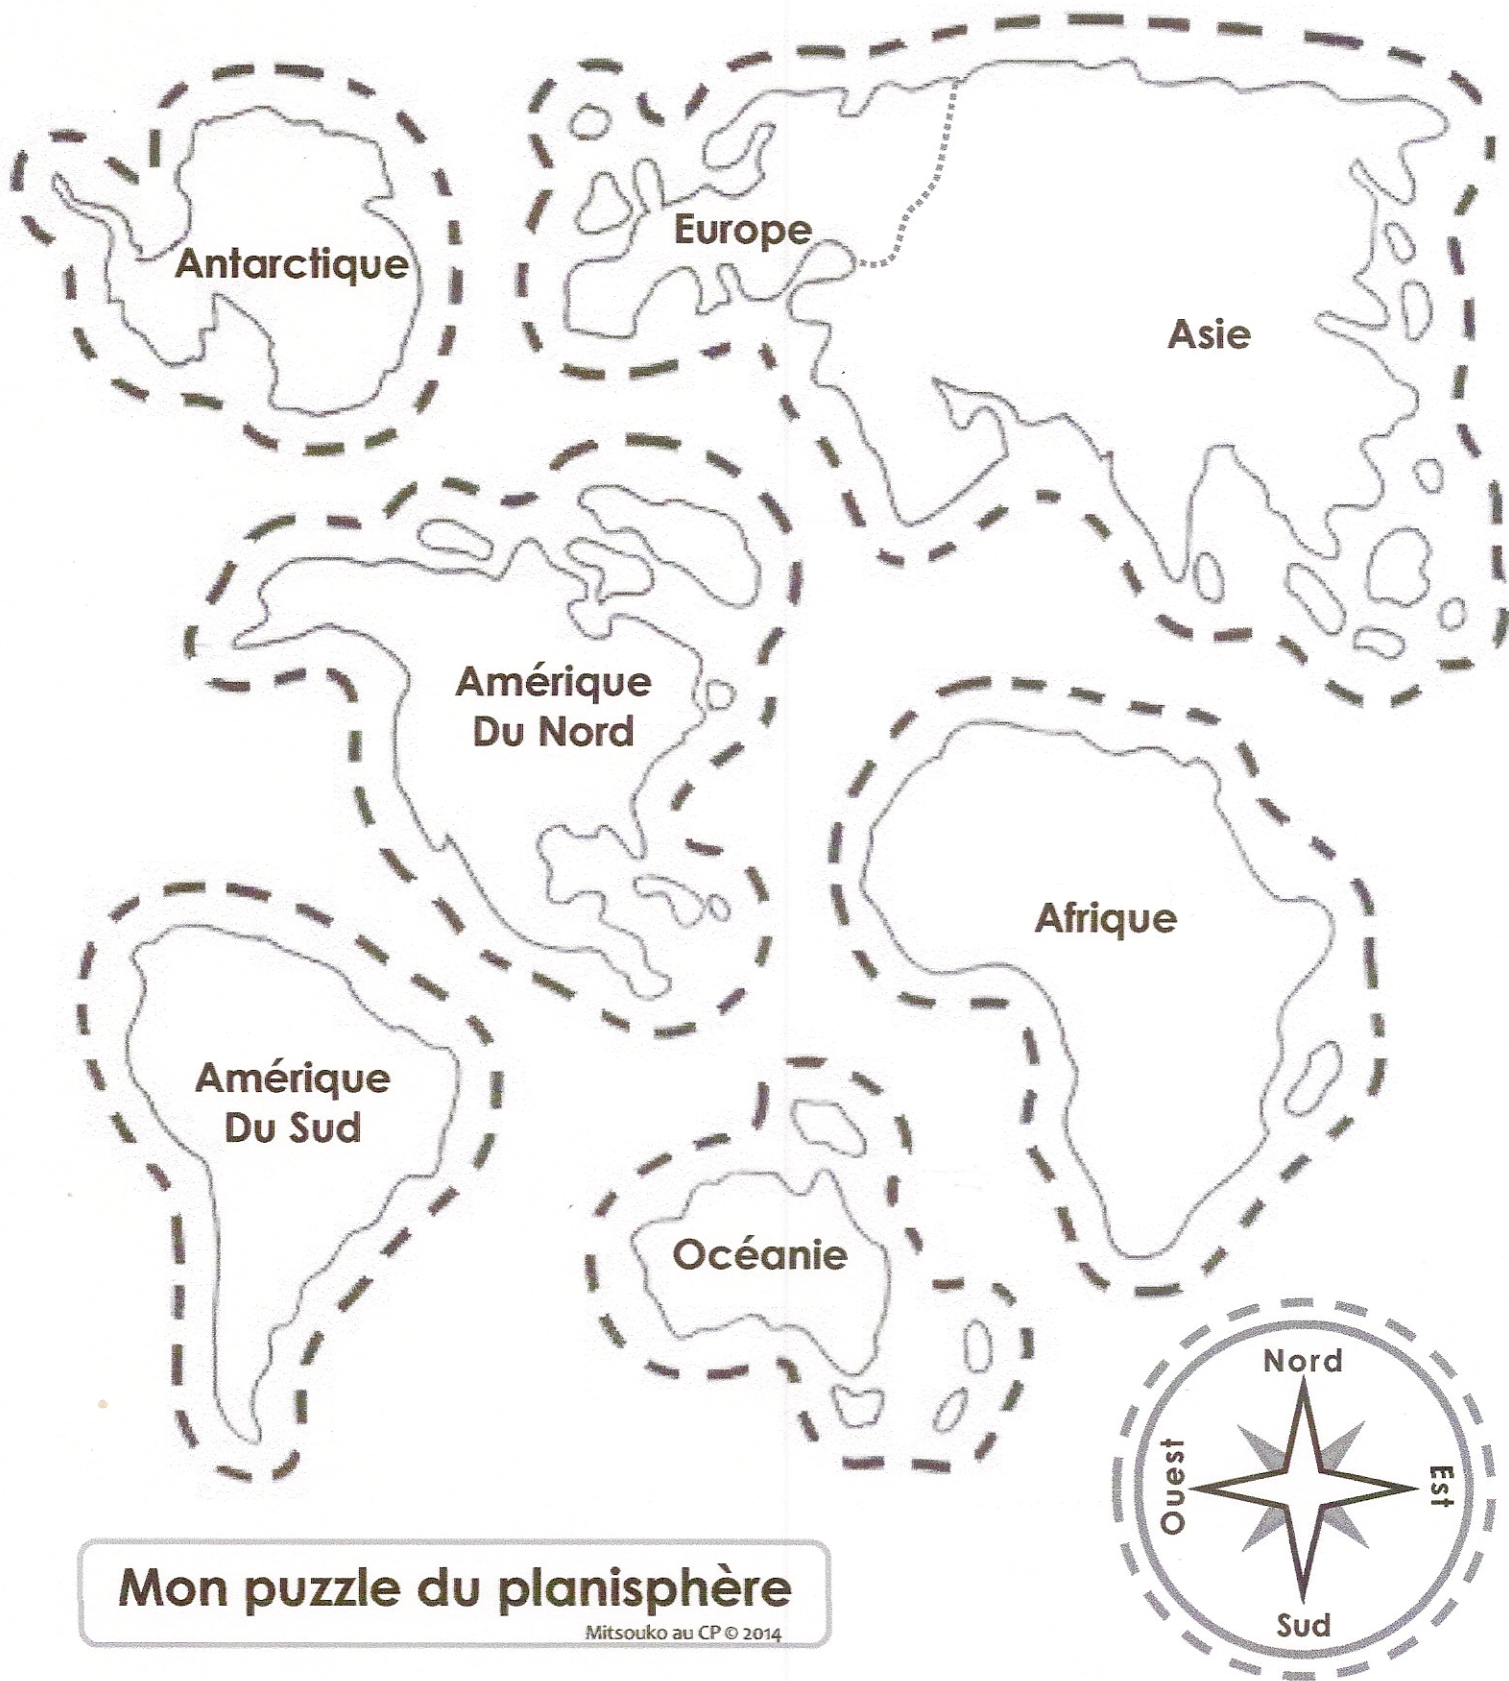 Antarctique
Europe
Asie
Amérique
Du Nord
Afrique
Amérique
Du Sud
Océanie
Nord
Ouest
Est
Sud
Mon puzzle du planisphère
Mitsouko au CP © 2014